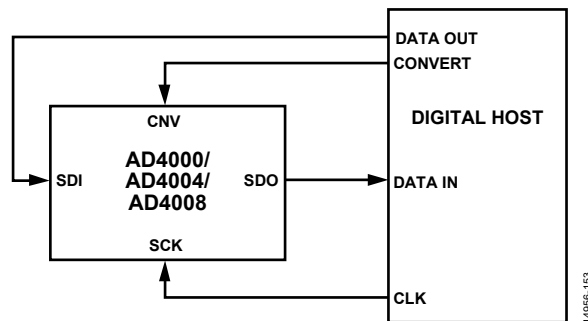 DATA OUT
CONVERT
DIGITAL HOST
CNV
AD4000/
AD4004/
AD4008
SDI
SDO
DATA IN
SCK
CLK